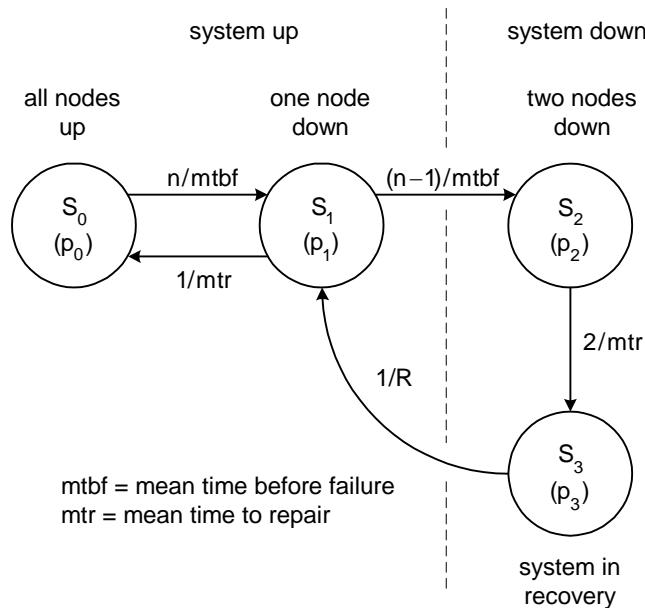 system up
system down
all nodes
up
one node
down
two nodes
down
n/mtbf
(n−1)/mtbf
S0
(p0)
S1
(p1)
S2
(p2)
1/mtr
2/mtr
1/R
S3
(p3)
mtbf = mean time before failure
mtr = mean time to repair
system in
recovery